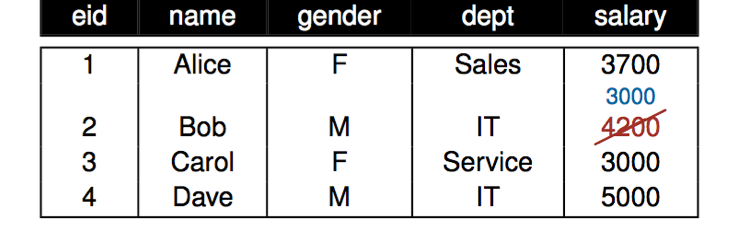 eid name gender dept salary
1 Alice F Sales 3700
3000
2 Bob M IT 4200
3 Carol F Service 3000
4 Dave M IT 5000